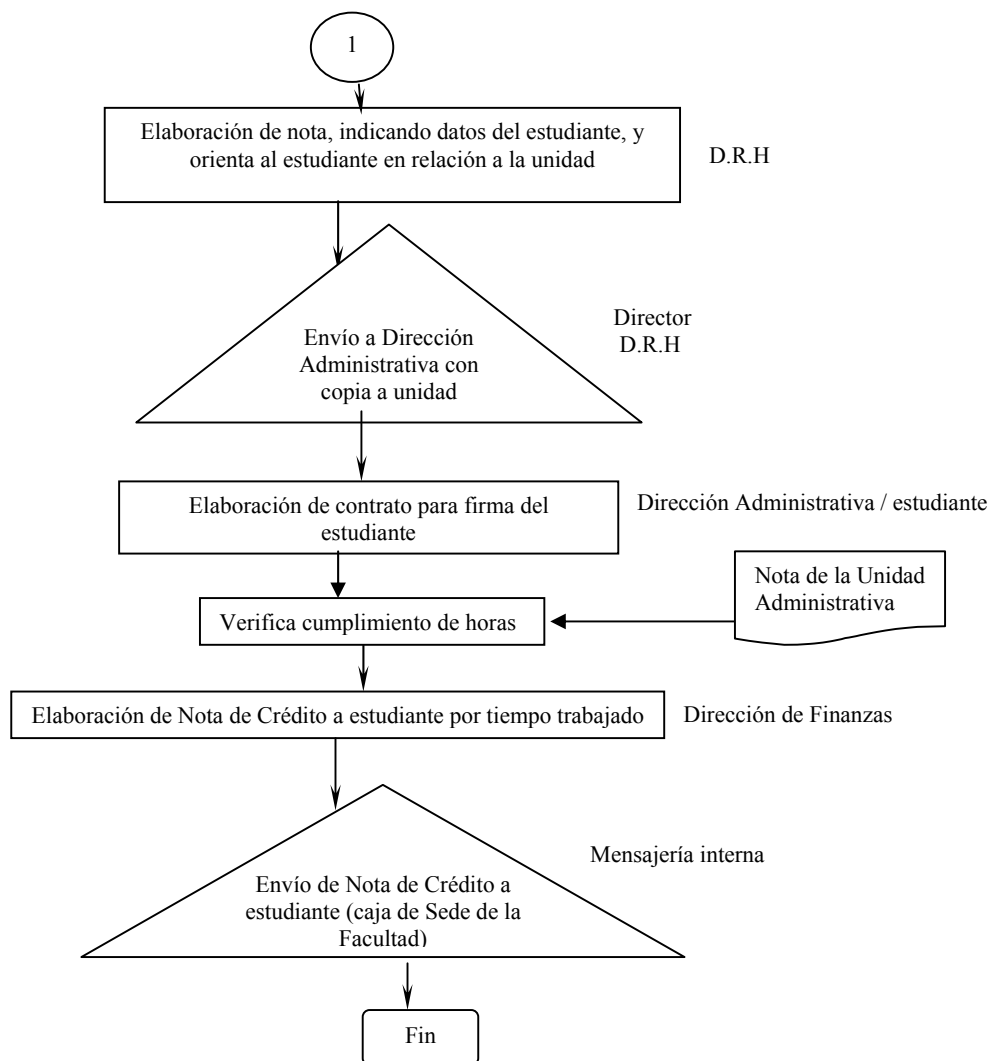 1
Elaboración de nota, indicando datos del estudiante, y
orienta al estudiante en relación a la unidad
D.R.H
Envío a Dirección
Administrativa con
copia a unidad
Director
D.R.H
Elaboración de contrato para firma del
estudiante
Dirección Administrativa / estudiante
Nota de la Unidad
Administrativa
Verifica cumplimiento de horas
Elaboración de Nota de Crédito a estudiante por tiempo trabajado
Dirección de Finanzas
Mensajería interna
Envío de Nota de Crédito a
estudiante (caja de Sede de la
Facultad)
Fin